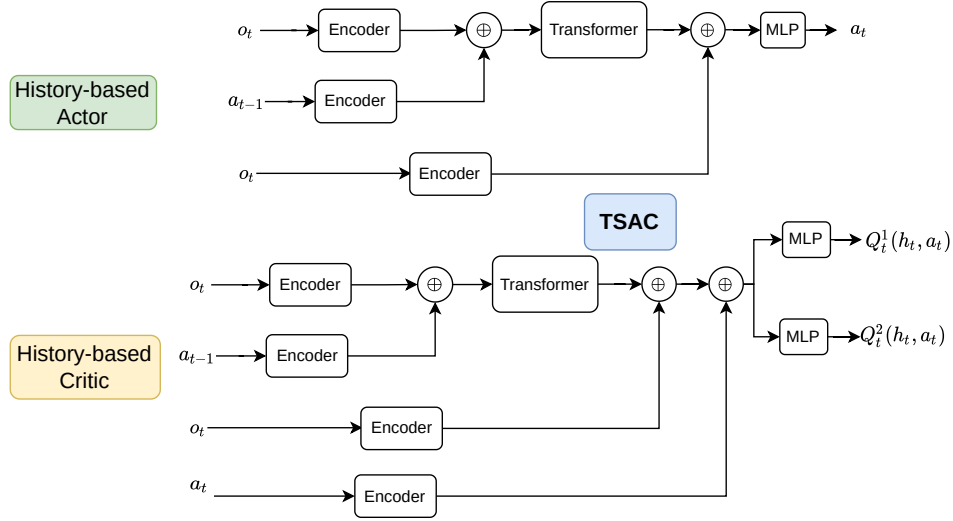 o_t Encoder ⊕ Transformer ⊕ MLP a_t
History-based
Actor
a_{t−1} Encoder
o_t Encoder
TSAC
MLP Q_t^1(h_t, a_t)
o_t Encoder ⊕ Transformer ⊕ ⊕
MLP Q_t^2(h_t, a_t)
History-based
Critic
a_{t−1} Encoder
o_t Encoder
a_t Encoder